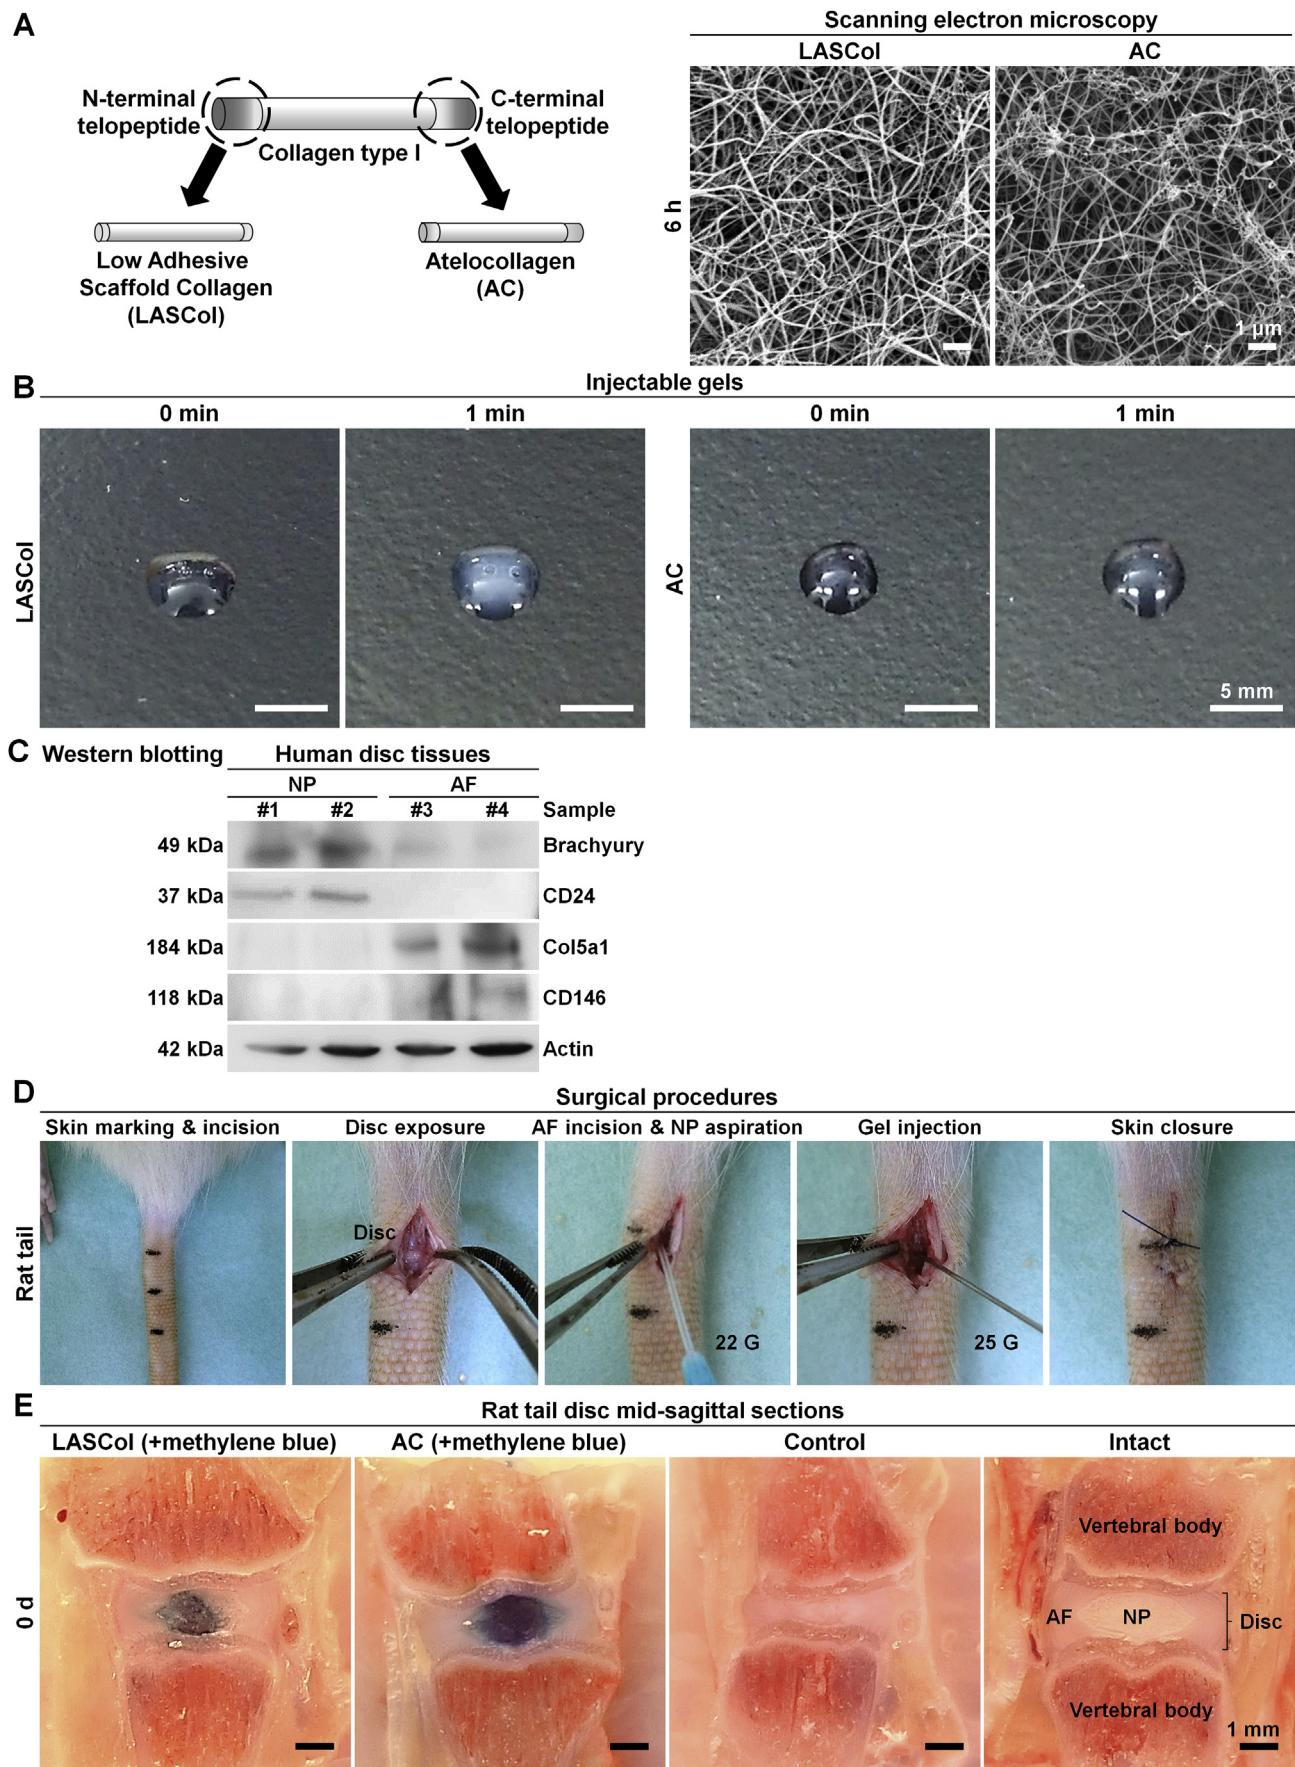 A
N-terminal
telopeptide
C-terminal
telopeptide
Collagen type I
Low Adhesive
Scaffold Collagen
(LASCol)
Atelocollagen
(AC)
Scanning electron microscopy
LASCol AC
6 h
1 µm
B
Injectable gels
0 min 1 min 0 min 1 min
LASCol
AC
5 mm
C
Western blotting Human disc tissues
NP AF
#1 #2 #3 #4 Sample
49 kDa Brachyury
37 kDa CD24
184 kDa Col5a1
118 kDa CD146
42 kDa Actin
D
Surgical procedures
Skin marking & incision Disc exposure AF incision & NP aspiration Gel injection Skin closure
Rat tail
Disc
22 G
25 G
E
Rat tail disc mid-sagittal sections
LASCol (+methylene blue) AC (+methylene blue) Control Intact
0 d
Vertebral body
AF NP Disc
Vertebral body
1 mm